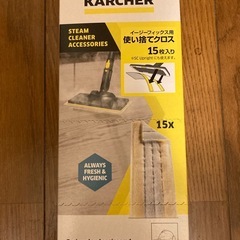 KÄRCHER
STEAM
CLEANER
ACCESSORIES
イージーフィックス用
使い捨てクロス
15枚入り
15x
ALWAYS
FRESH &
HYGIENIC